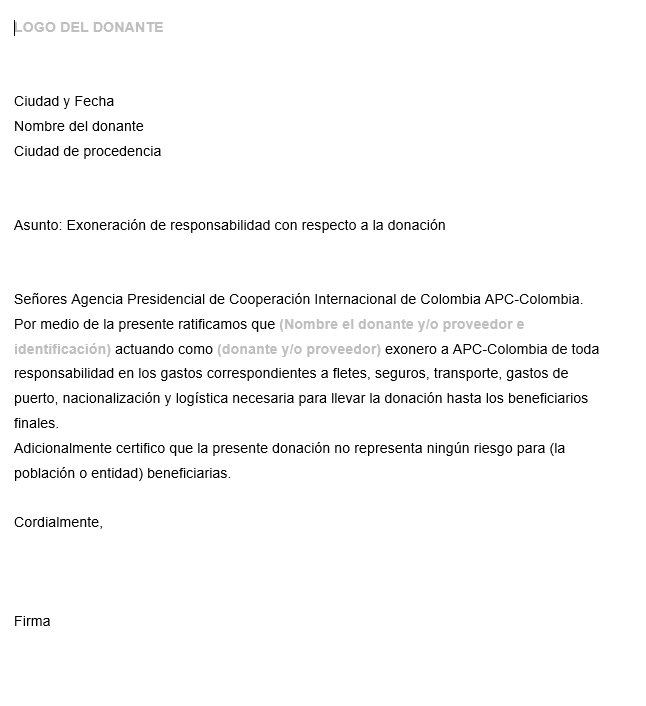 LOGO DEL DONANTE
Ciudad y Fecha
Nombre del donante
Ciudad de procedencia
Asunto: Exoneración de responsabilidad con respecto a la donación
Señores Agencia Presidencial de Cooperación Internacional de Colombia APC-Colombia.
Por medio de la presente ratificamos que (Nombre el donante y/o proveedor e
identificación) actuando como (donante y/o proveedor) exonero a APC-Colombia de toda
responsabilidad en los gastos correspondientes a fletes, seguros, transporte, gastos de
puerto, nacionalización y logística necesaria para llevar la donación hasta los beneficiarios
finales.
Adicionalmente certifico que la presente donación no representa ningún riesgo para (la
población o entidad) beneficiarias.
Cordialmente,
Firma